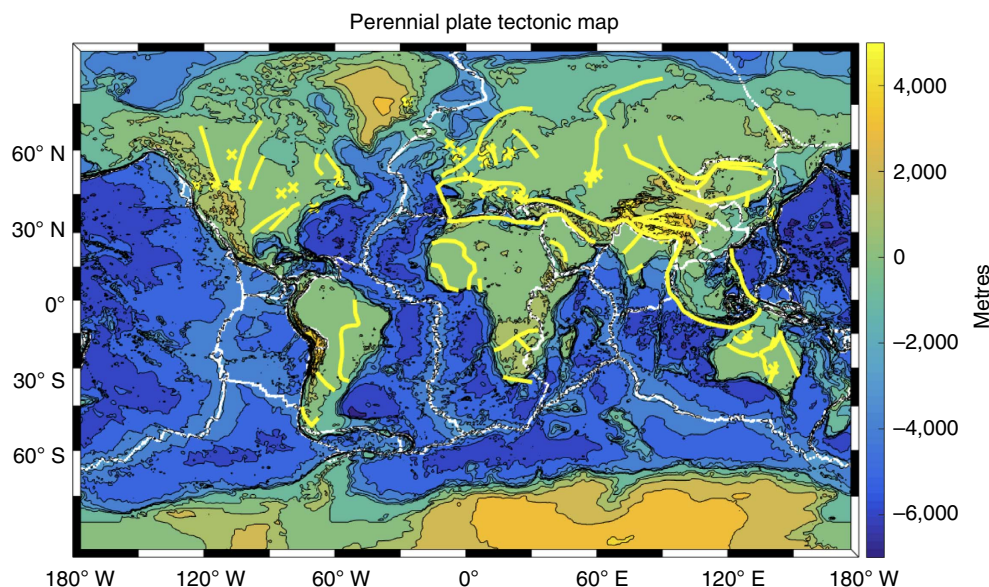 Perennial plate tectonic map
60° N
30° N
0°
30° S
60° S
180° W
120° W
60° W
0°
60° E
120° E
180° W
4,000
2,000
0
−2,000
−4,000
−6,000
Metres